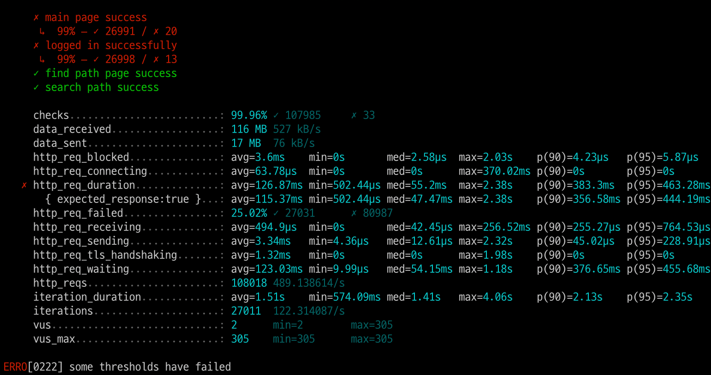 ✗ main page success
↳  99% — ✓ 26991 / ✗ 20
✗ logged in successfully
↳  99% — ✓ 26998 / ✗ 13
✓ find path page success
✓ search path success
checks.........................: 99.96% ✓ 107985     ✗ 33
data_received..................: 116 MB 527 kB/s
data_sent......................: 17 MB  76 kB/s
http_req_blocked...............: avg=3.6ms    min=0s       med=2.58µs  max=2.03s    p(90)=4.23µs   p(95)=5.87µs
http_req_connecting............: avg=63.78µs  min=0s       med=0s      max=370.02ms p(90)=0s       p(95)=0s
✗ http_req_duration..............: avg=126.87ms min=502.44µs med=55.2ms  max=2.38s    p(90)=383.3ms  p(95)=463.28ms
{ expected_response:true }...: avg=115.37ms min=502.44µs med=47.47ms max=2.38s    p(90)=356.58ms p(95)=444.19ms
http_req_failed................: 25.02% ✓ 27031      ✗ 80987
http_req_receiving.............: avg=494.9µs  min=0s       med=42.45µs max=256.52ms p(90)=255.27µs p(95)=764.53µs
http_req_sending...............: avg=3.34ms   min=4.36µs   med=12.61µs max=2.32s    p(90)=45.02µs  p(95)=228.91µs
http_req_tls_handshaking.......: avg=1.32ms   min=0s       med=0s      max=1.98s    p(90)=0s       p(95)=0s
http_req_waiting...............: avg=123.03ms min=9.99µs   med=54.15ms max=1.18s    p(90)=376.65ms p(95)=455.68ms
http_reqs......................: 108018 489.138614/s
iteration_duration.............: avg=1.51s    min=574.09ms med=1.41s   max=4.06s    p(90)=2.13s    p(95)=2.35s
iterations.....................: 27011  122.314087/s
vus............................: 2      min=2        max=305
vus_max........................: 305    min=305      max=305
ERRO[0222] some thresholds have failed